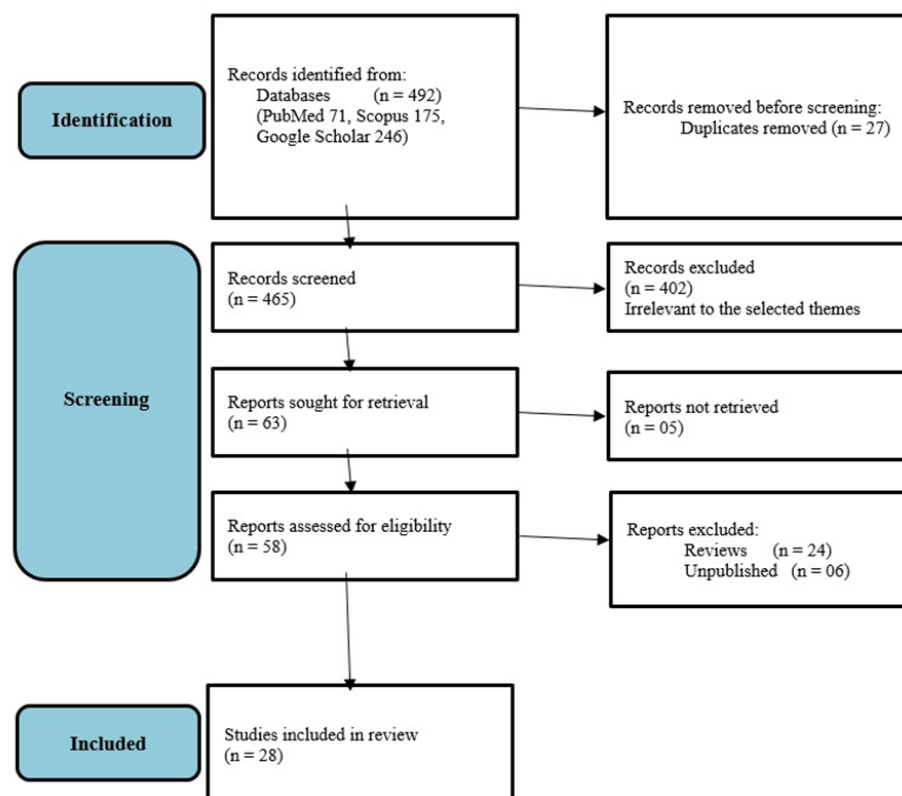 Identification
Records identified from:
Databases (n = 492)
(PubMed 71, Scopus 175,
Google Scholar 246)
Records removed before screening:
Duplicates removed (n = 27)
Screening
Records screened
(n = 465)
Records excluded
(n = 402)
Irrelevant to the selected themes
Reports sought for retrieval
(n = 63)
Reports not retrieved
(n = 05)
Reports assessed for eligibility
(n = 58)
Reports excluded:
Reviews (n = 24)
Unpublished (n = 06)
Included
Studies included in review
(n = 28)